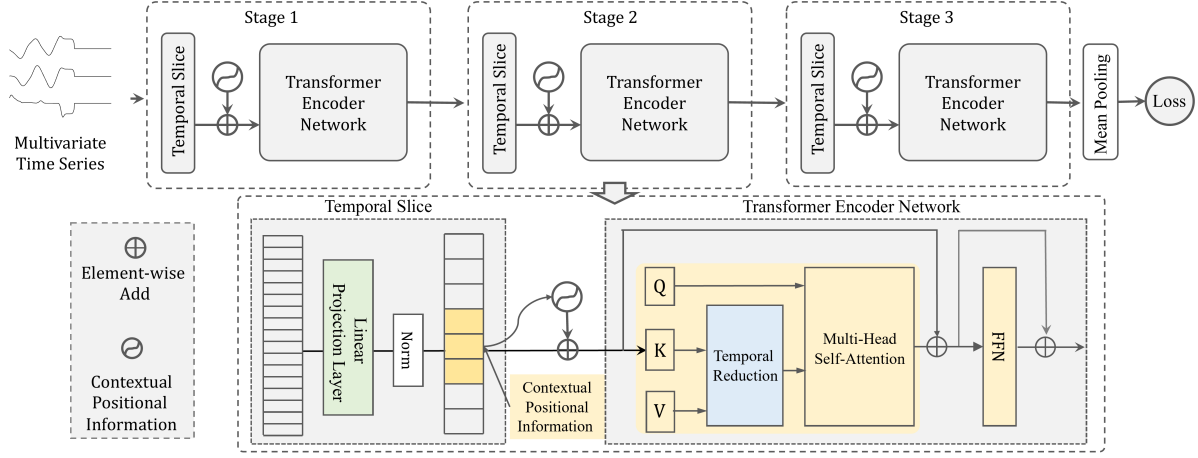 Stage 1
Stage 2
Stage 3
Multivariate
Time Series
Temporal Slice
Transformer
Encoder
Network
Temporal Slice
Transformer
Encoder
Network
Temporal Slice
Transformer
Encoder
Network
Mean Pooling
Loss
Element-wise
Add
Contextual
Positional
Information
Temporal Slice
Linear
Projection Layer
Norm
Contextual
Positional
Information
Transformer Encoder Network
Q
K
V
Temporal
Reduction
Multi-Head
Self-Attention
FFN